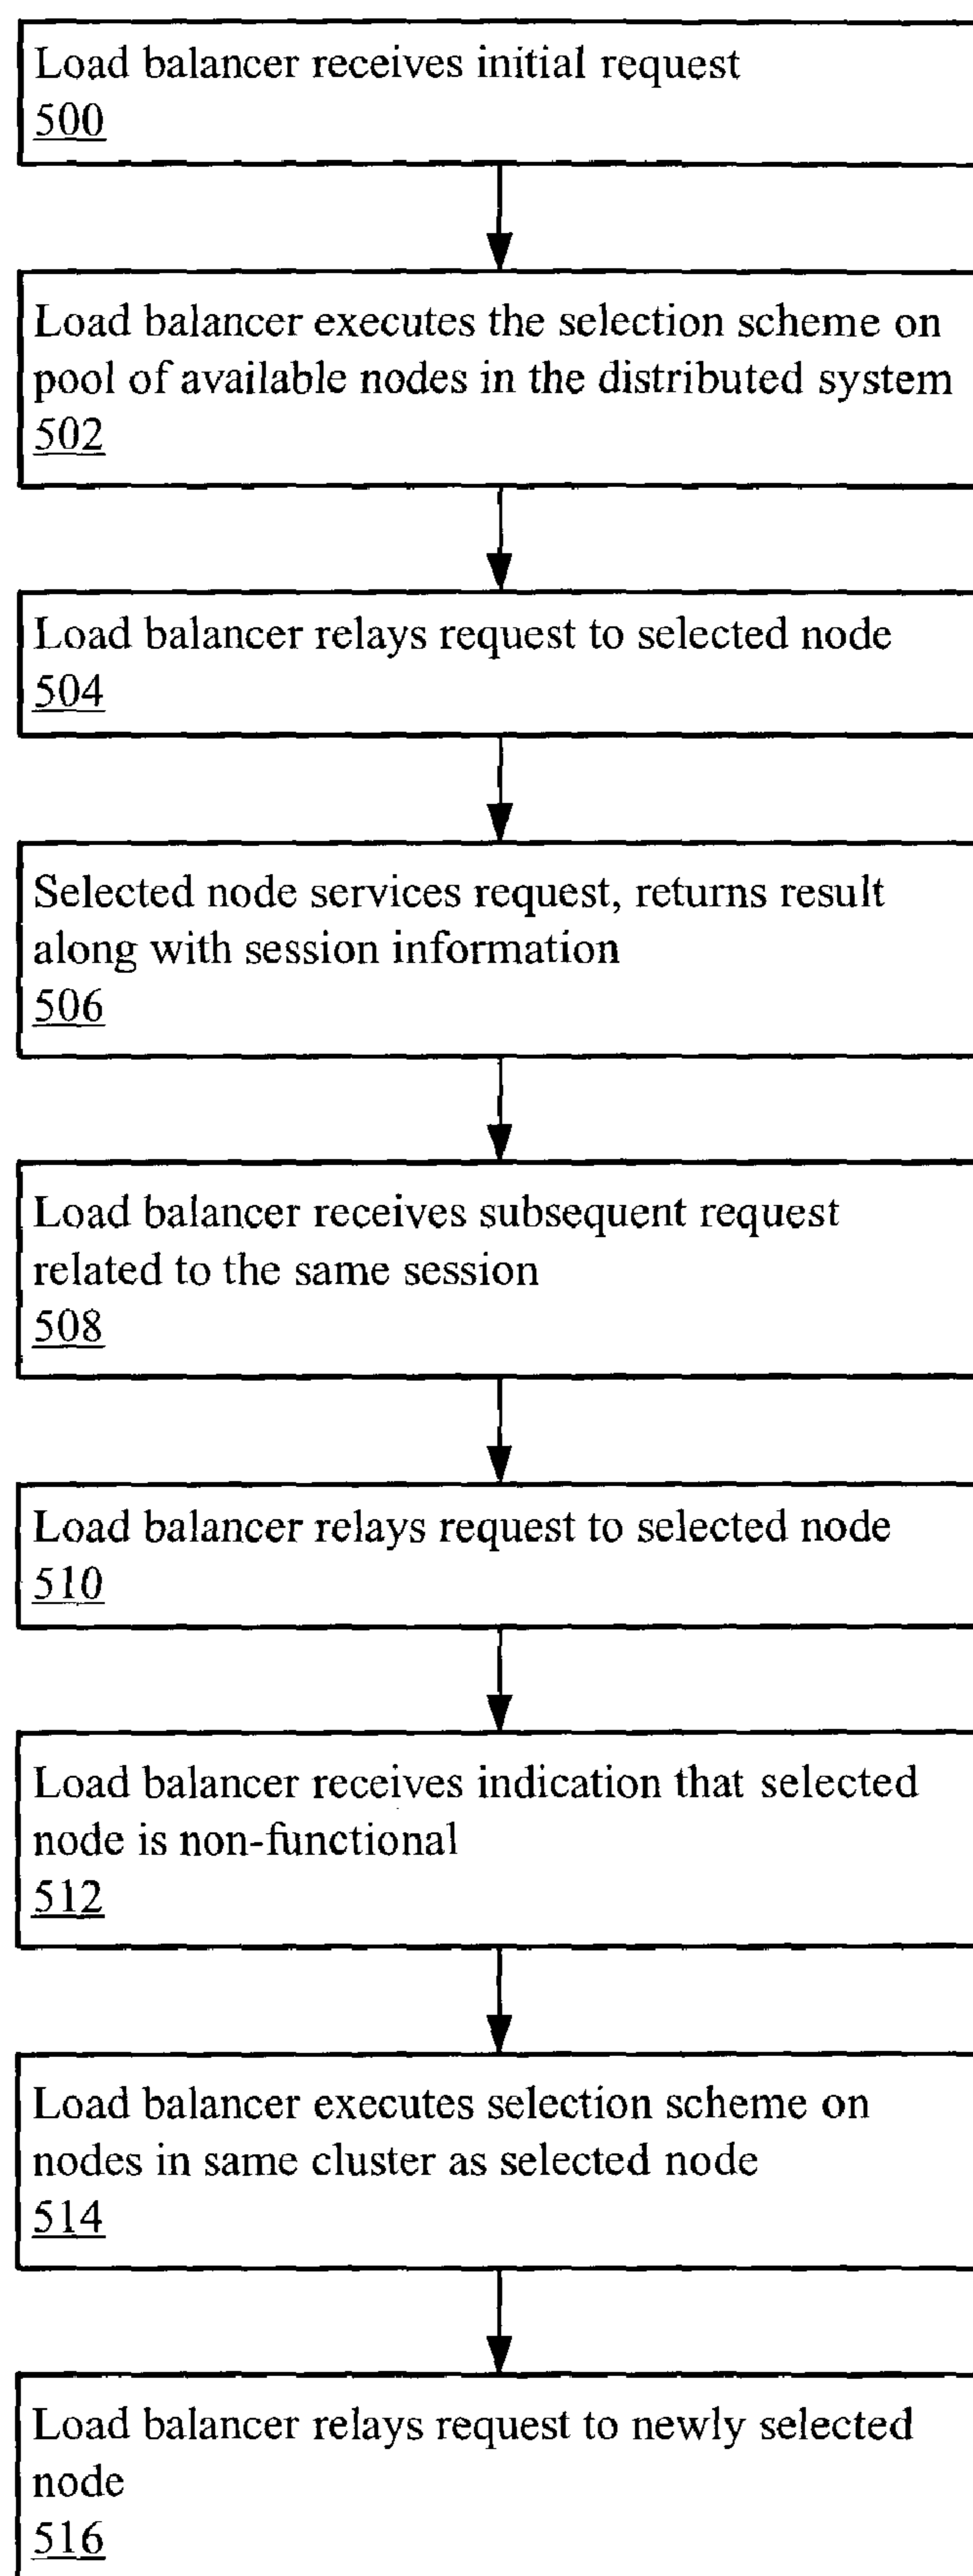 Load balancer receives initial request
500
Load balancer executes the selection scheme on
pool of available nodes in the distributed system
502
Load balancer relays request to selected node
504
Selected node services request, returns result
along with session information
506
Load balancer receives subsequent request
related to the same session
508
Load balancer relays request to selected node
510
Load balancer receives indication that selected
node is non-functional
512
Load balancer executes selection scheme on
nodes in same cluster as selected node
514
Load balancer relays request to newly selected
node
516